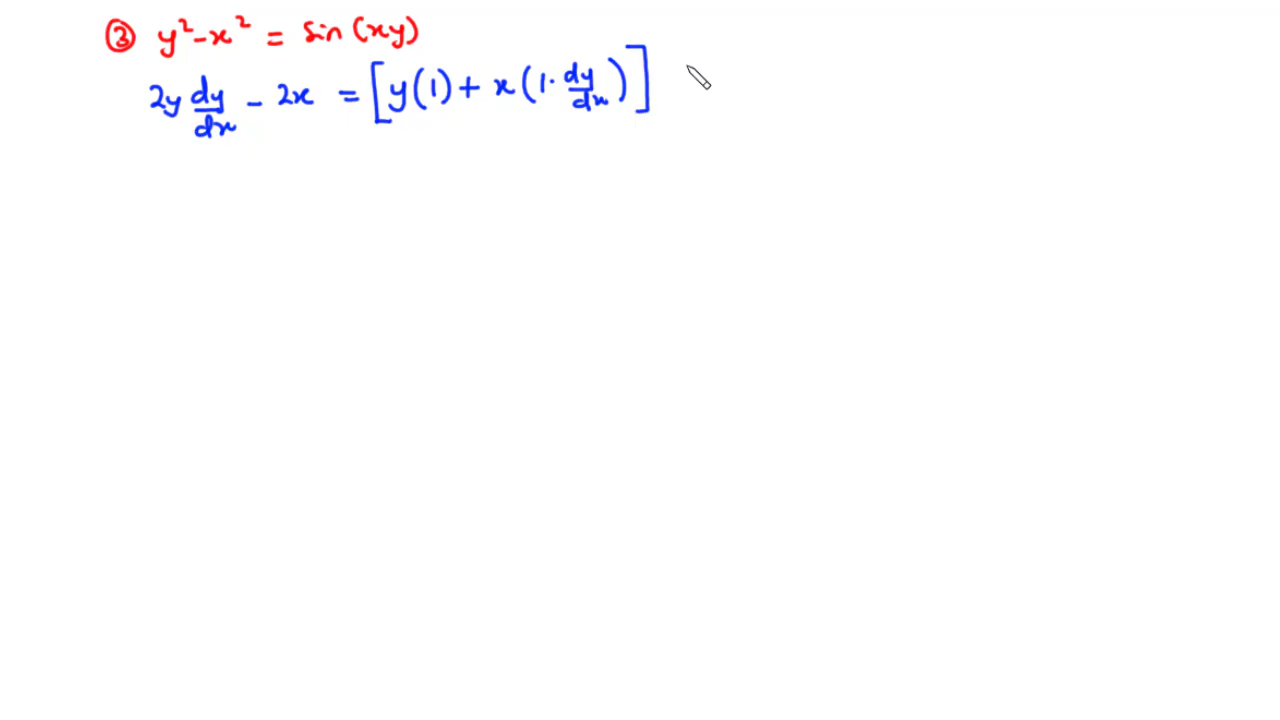 ③ y² - x² = sin (xy)
2y dy/dx - 2x = [y(1) + x(1· dy/dx)]